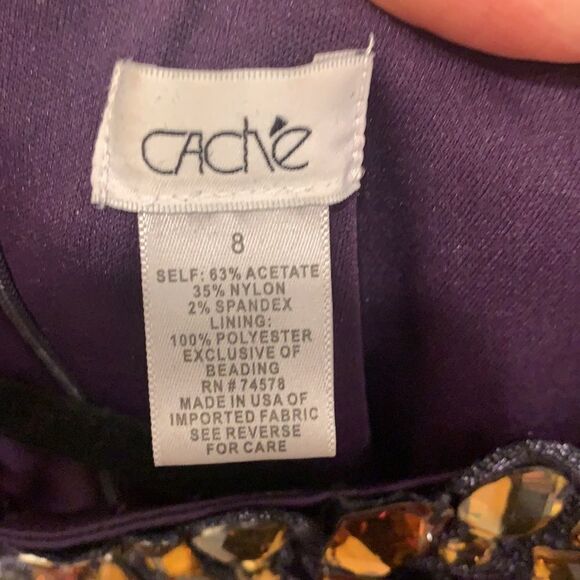 CACHÉ
8
SELF: 63% ACETATE
35% NYLON
2% SPANDEX
LINING:
100% POLYESTER
EXCLUSIVE OF
BEADING
RN # 74578
MADE IN USA OF
IMPORTED FABRIC
SEE REVERSE
FOR CARE